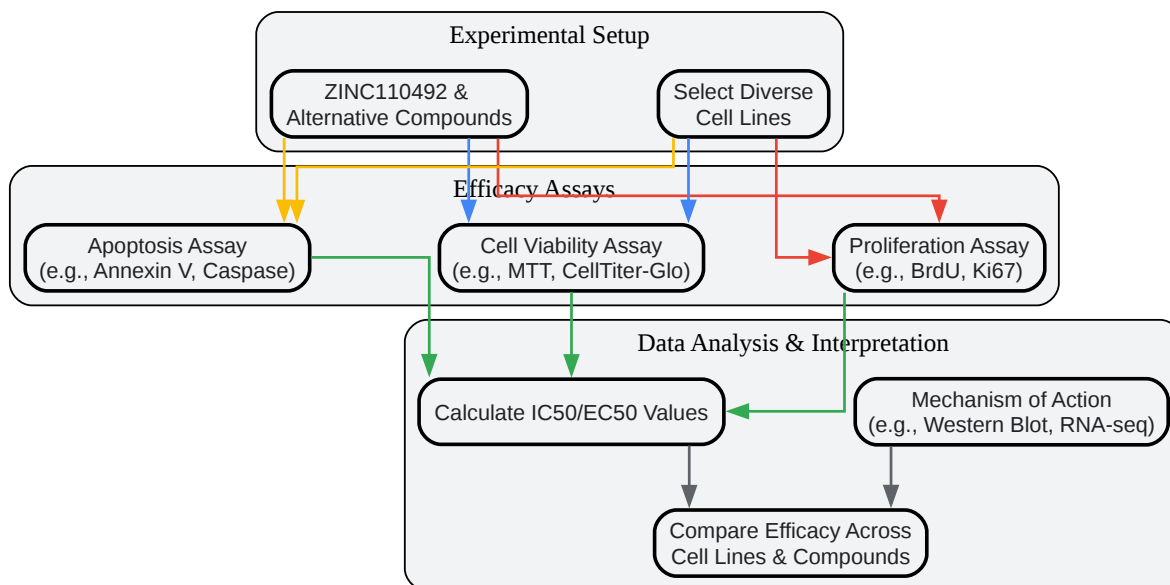 Experimental Setup
ZINC110492 &
Alternative Compounds
Select Diverse
Cell Lines
Efficacy Assays
Apoptosis Assay
(e.g., Annexin V, Caspase)
Cell Viability Assay
(e.g., MTT, CellTiter-Glo)
Proliferation Assay
(e.g., BrdU, Ki67)
Data Analysis & Interpretation
Calculate IC50/EC50 Values
Mechanism of Action
(e.g., Western Blot, RNA-seq)
Compare Efficacy Across
Cell Lines & Compounds